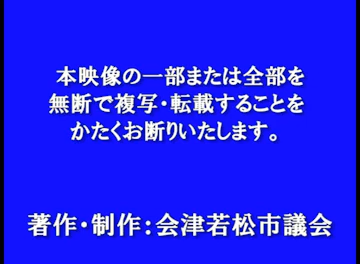 本映像の一部または全部を
無断で複写・転載することを
かたくお断りいたします。
著作・制作：会津若松市議会